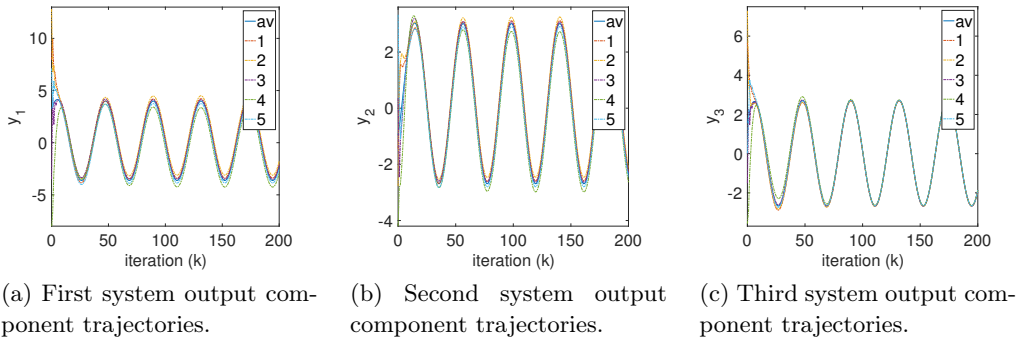 10
5
0
-5
y1
0 50 100 150 200
iteration (k)
av
1
2
3
4
5
2
0
-2
-4
y2
0 50 100 150 200
iteration (k)
av
1
2
3
4
5
6
4
2
0
-2
y3
0 50 100 150 200
iteration (k)
av
1
2
3
4
5
(a) First system output com-
ponent trajectories.
(b) Second system output
component trajectories.
(c) Third system output com-
ponent trajectories.